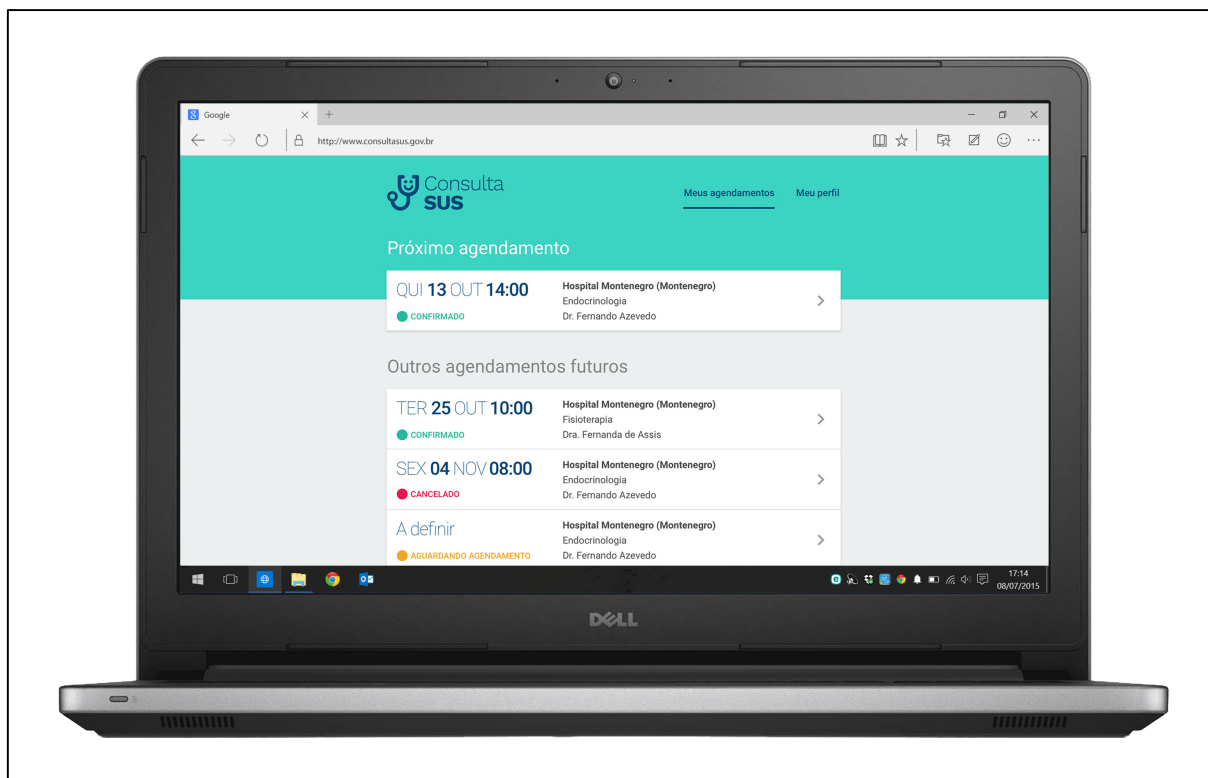 Google
http://www.consultasus.gov.br
Consulta
SUS
Meus agendamentos
Meu perfil
Próximo agendamento
QUI 13 OUT 14:00
CONFIRMADO
Hospital Montenegro (Montenegro)
Endocrinologia
Dr. Fernando Azevedo
Outros agendamentos futuros
TER 25 OUT 10:00
CONFIRMADO
Hospital Montenegro (Montenegro)
Fisioterapia
Dra. Fernanda de Assis
SEX 04 NOV 08:00
CANCELADO
Hospital Montenegro (Montenegro)
Endocrinologia
Dr. Fernando Azevedo
A definir
AGUARDANDO AGENDAMENTO
Hospital Montenegro (Montenegro)
Endocrinologia
Dr. Fernando Azevedo
17:14
08/07/2015
DELL